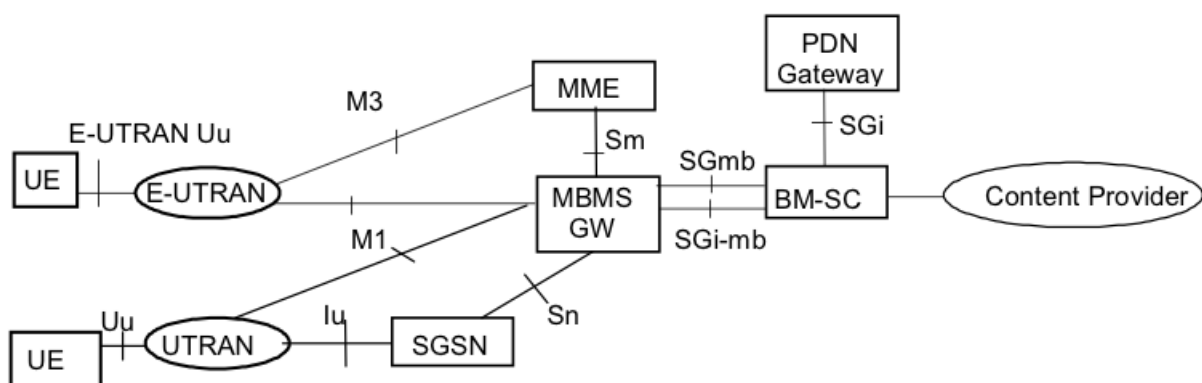 PDN
Gateway
MME
M3
SGi
E-UTRAN Uu
Sm
SGmb
UE
E-UTRAN
MBMS
GW
BM-SC
Content Provider
M1
SGi-mb
Uu
Iu
Sn
UE
UTRAN
SGSN